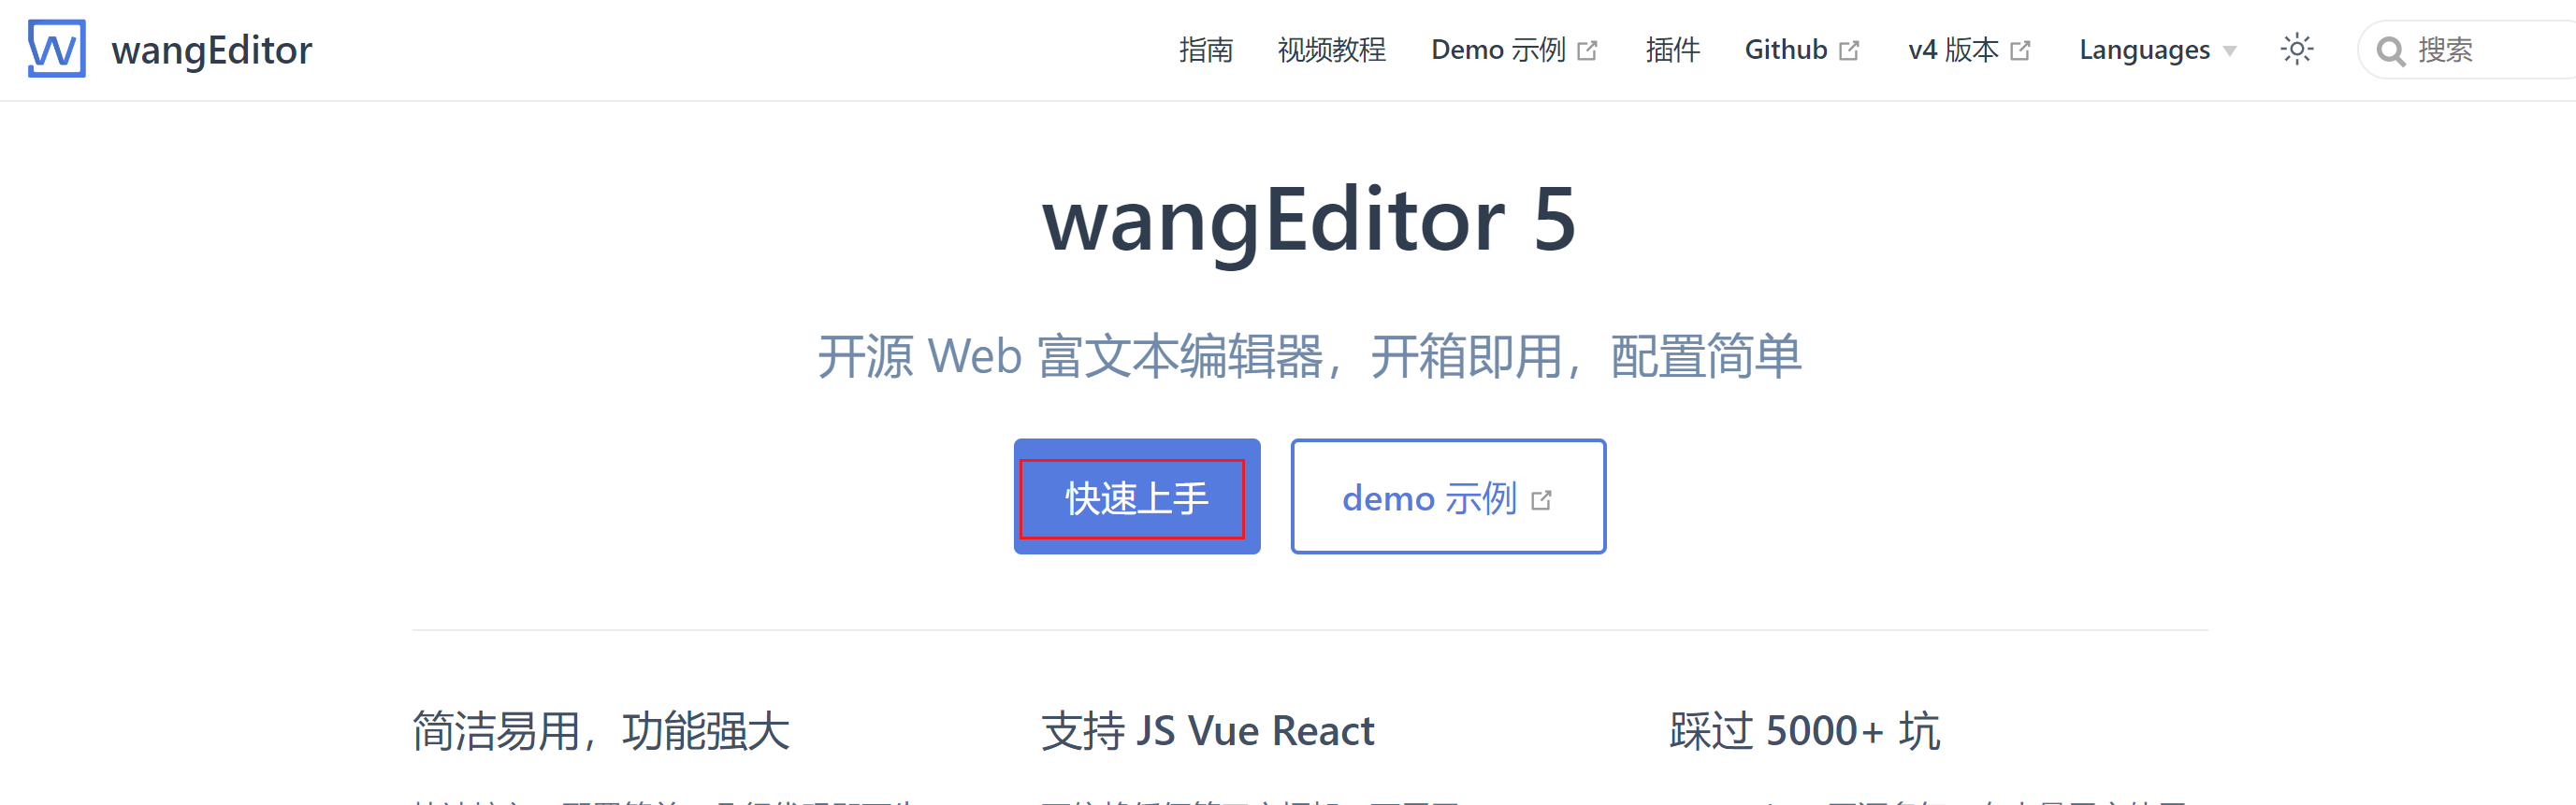 wangEditor
指南 视频教程 Demo 示例 插件 Github v4 版本 Languages 搜索
wangEditor 5
开源 Web 富文本编辑器，开箱即用，配置简单
快速上手 demo 示例
简洁易用，功能强大 支持 JS Vue React 踩过 5000+ 坑